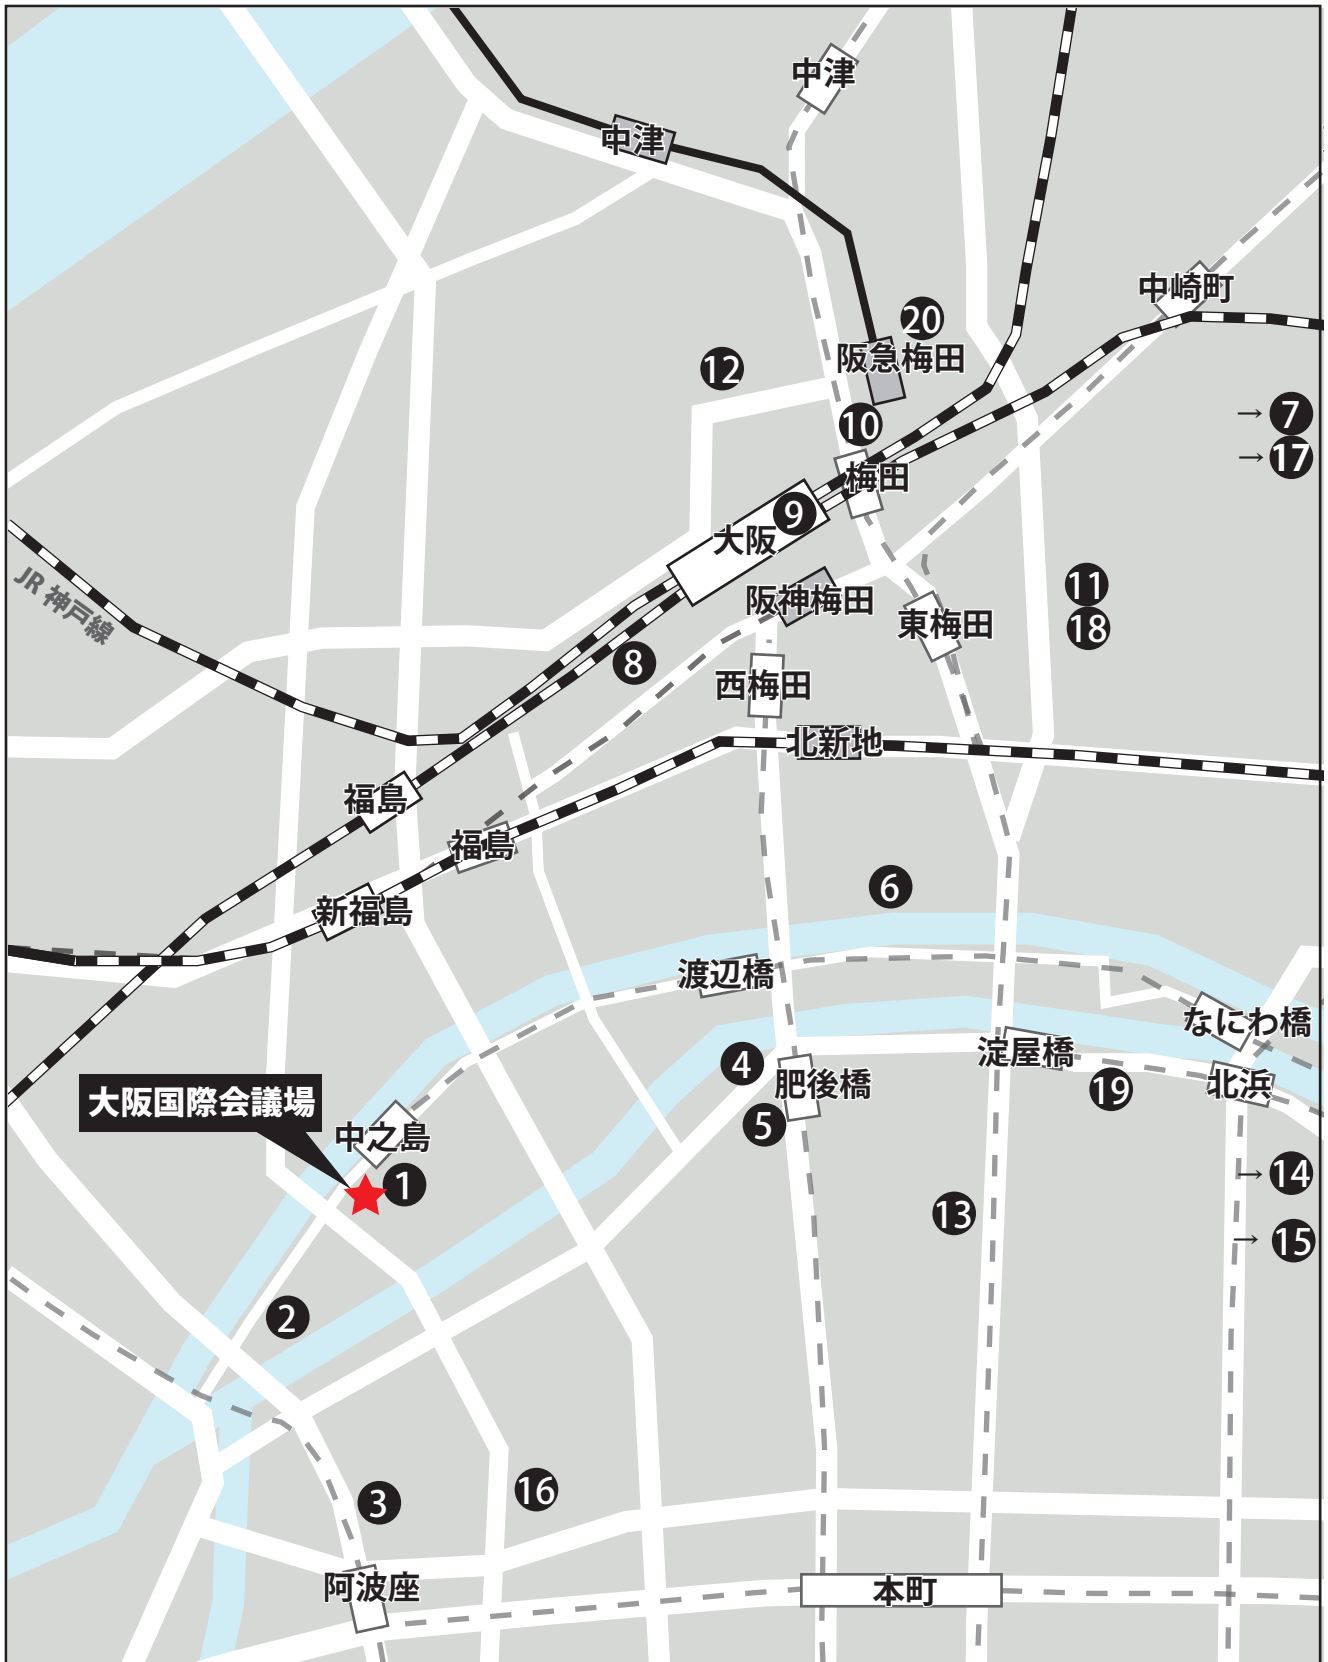 中津
中津
中崎町
20
阪急梅田
12
10
→ 7
→ 17
梅田
9
大阪
JR 神戸線
阪神梅田
11
東梅田
18
8
西梅田
北新地
福島
福島
新福島
6
渡辺橋
なにわ橋
淀屋橋
4
肥後橋
19
北浜
大阪国際会議場
5
中之島
1
→ 14
13
→ 15
2
16
3
阿波座
本町